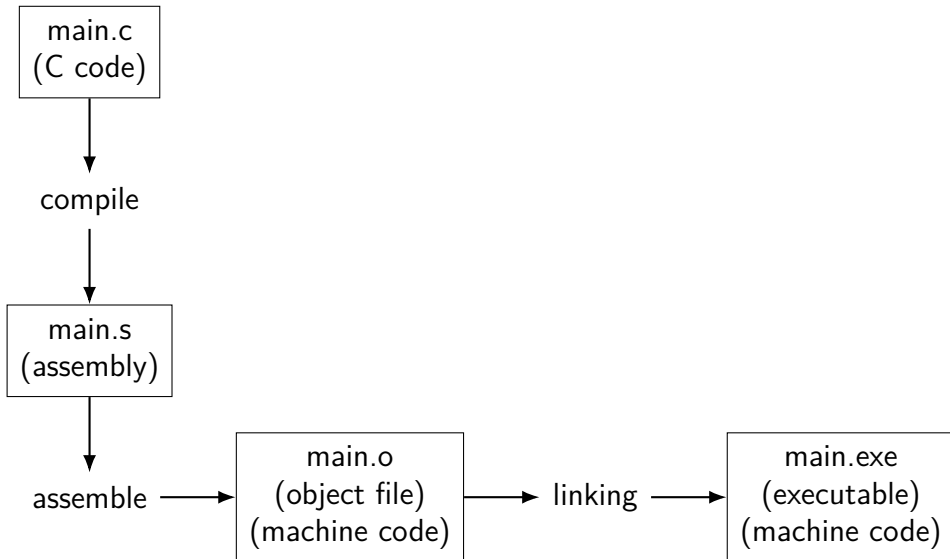 main.c
(C code)
compile
main.s
(assembly)
assemble
main.o
(object file)
(machine code)
linking
main.exe
(executable)
(machine code)